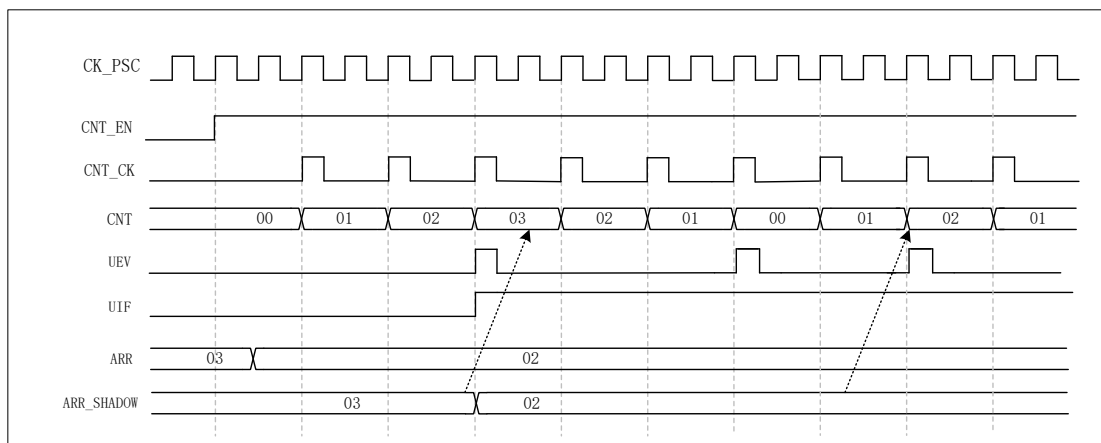 CK_PSC
CNT_EN
CNT_CK
CNT 00 01 02 03 02 01 00 01 02 01
UEV
UIF
ARR 03 02
ARR_SHADOW 03 02